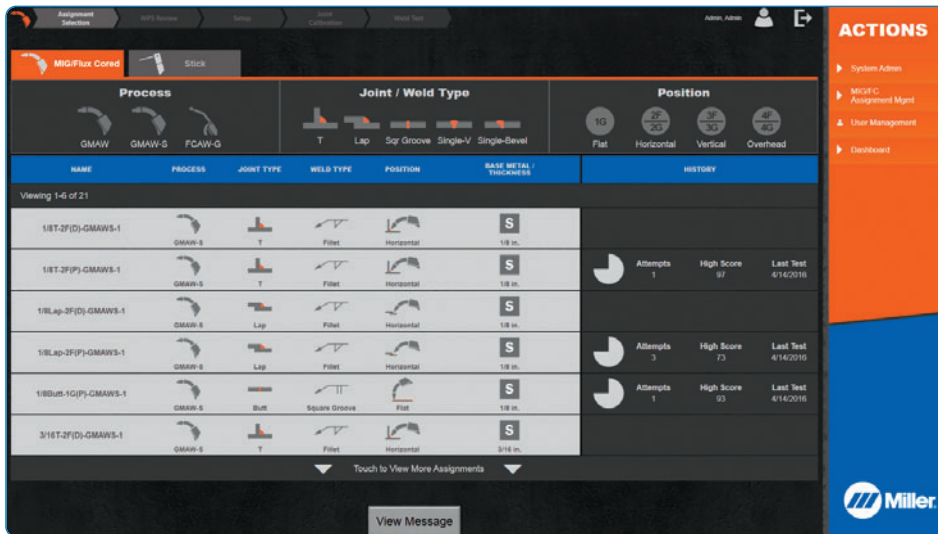 Assignment Selection
WPS Review
Setup
Joint Calibration
Weld Test
Admin, Admin
ACTIONS
System Admin
MIG/FC Assignment Mgmt
User Management
Dashboard
MIG/Flux Cored
Stick
Process
GMAW
GMAW-S
FCAW-G
Joint / Weld Type
T
Lap
Sqr Groove
Single-V
Single-Bevel
Position
1G
2F
2G
3F
3G
4F
4G
Flat
Horizontal
Vertical
Overhead
NAME
PROCESS
JOINT TYPE
WELD TYPE
POSITION
BASE METAL / THICKNESS
HISTORY
Viewing 1-6 of 21
1/8T-2F(D)-GMAWS-1
GMAW-S
T
Fillet
Horizontal
S
1/8 in.
1/8T-2F(P)-GMAWS-1
GMAW-S
T
Fillet
Horizontal
S
1/8 in.
Attempts
1
High Score
97
Last Test
4/14/2016
1/8Lap-2F(D)-GMAWS-1
GMAW-S
Lap
Fillet
Horizontal
S
1/8 in.
1/8Lap-2F(P)-GMAWS-1
GMAW-S
Lap
Fillet
Horizontal
S
1/8 in.
Attempts
3
High Score
73
Last Test
4/14/2016
1/8Butt-1G(P)-GMAWS-1
GMAW-S
Butt
Square Groove
Flat
S
1/8 in.
Attempts
1
High Score
93
Last Test
4/14/2016
3/16T-2F(D)-GMAWS-1
GMAW-S
T
Fillet
Horizontal
S
3/16 in.
Touch to View More Assignments
View Message
Miller.